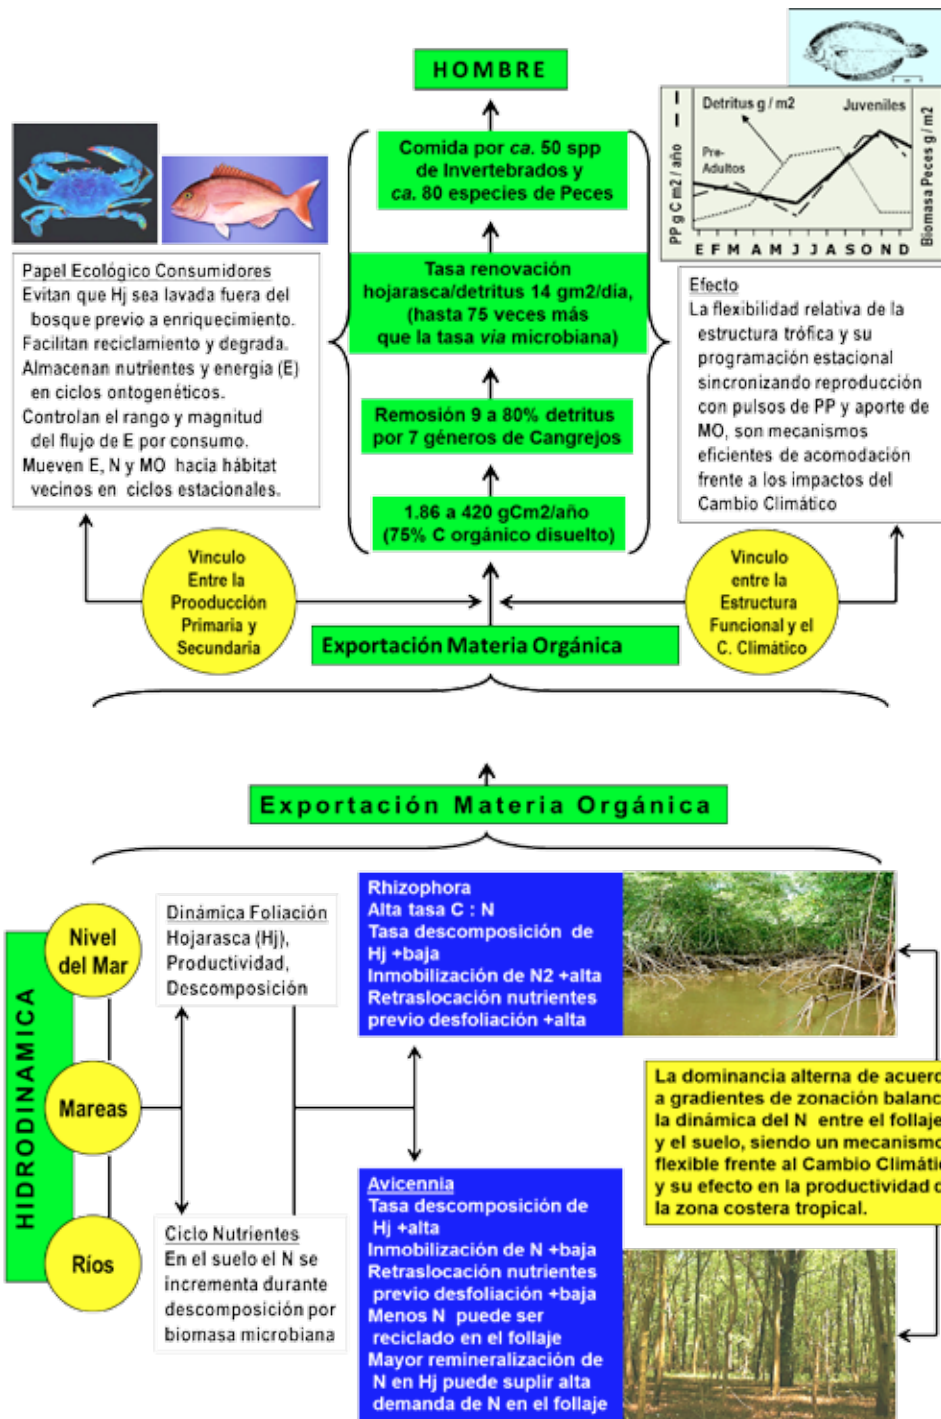 HOMBRE
Comida por ca. 50 spp
de Invertebrados y
ca. 80 especies de Peces
Tasa renovación
hojarasca/detritus 14 gm2/día,
(hasta 75 veces más
que la tasa via microbiana)
Remosión 9 a 80% detritus
por 7 géneros de Cangrejos
1.86 a 420 gCm2/año
(75% C orgánico disuelto)
Exportación Materia Orgánica
Papel Ecológico Consumidores
Evitan que Hj sea lavada fuera del
bosque previo a enriquecimiento.
Facilitan reciclamiento y degrada.
Almacenan nutrientes y energía (E)
en ciclos ontogenéticos.
Controlan el rango y magnitud
del flujo de E por consumo.
Mueven E, N y MO hacia hábitat
vecinos en ciclos estacionales.
Vinculo
Entre la
Prooducción
Primaria y
Secundaria
PP g C m2 / año
Detritus g / m2
Juveniles
Pre-
Adultos
Biomasa Peces g / m2
E F M A M J J A S O N D
Efecto
La flexibilidad relativa de la
estructura trófica y su
programación estacional
sincronizando reproducción
con pulsos de PP y aporte de
MO, son mecanismos
eficientes de acomodación
frente a los impactos del
Cambio Climático
Vinculo
entre la
Estructura
Funcional y el
C. Climático
Exportación Materia Orgánica
HIDRODINAMICA
Nivel
del Mar
Mareas
Ríos
Dinámica Foliación
Hojarasca (Hj),
Productividad,
Descomposición
Ciclo Nutrientes
En el suelo el N se
incrementa durante
descomposición por
biomasa microbiana
Rhizophora
Alta tasa C : N
Tasa descomposición de
Hj +baja
Inmobilización de N2 +alta
Retraslocación nutrientes
previo desfoliación +alta
Avicennia
Tasa descomposición de
Hj +alta
Inmobilización de N +baja
Retraslocación nutrientes
previo desfoliación +baja
Menos N puede ser
reciclado en el follaje
Mayor remineralización de
N en Hj puede suplir alta
demanda de N en el follaje
La dominancia alterna de acuerd
a gradientes de zonación balanc
la dinámica del N entre el follaje
y el suelo, siendo un mecanismo
flexible frente al Cambio Climátic
y su efecto en la productividad d
la zona costera tropical.